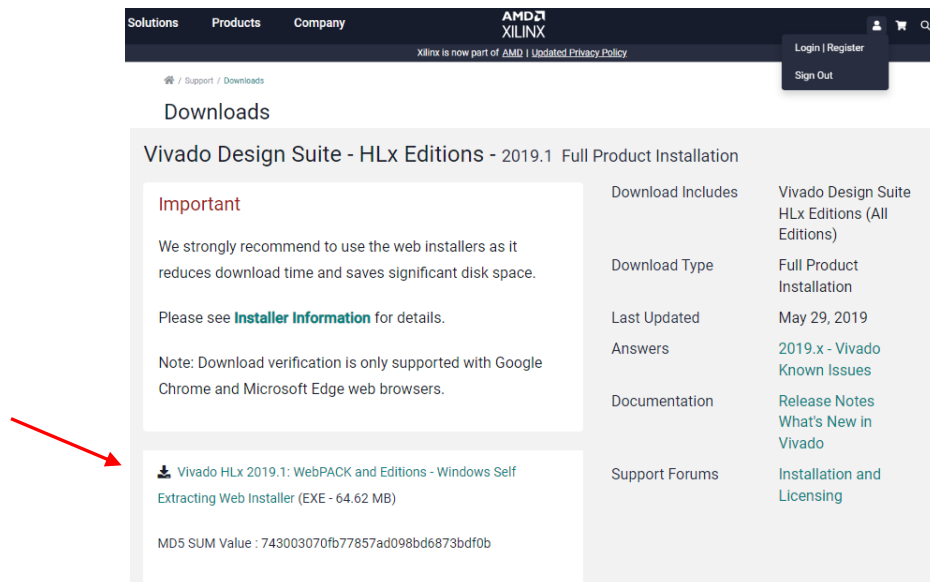 Solutions Products Company
AMD
XILINX
Xilinx is now part of AMD | Updated Privacy Policy
Login | Register
Sign Out
/ Support / Downloads
Downloads
Vivado Design Suite - HLx Editions - 2019.1 Full Product Installation
Important
We strongly recommend to use the web installers as it
reduces download time and saves significant disk space.
Please see Installer Information for details.
Note: Download verification is only supported with Google
Chrome and Microsoft Edge web browsers.
Vivado HLx 2019.1: WebPACK and Editions - Windows Self
Extracting Web Installer (EXE - 64.62 MB)
MD5 SUM Value : 743003070fb77857ad098bd6873bdf0b
Download Includes
Vivado Design Suite
HLx Editions (All
Editions)
Download Type
Full Product
Installation
Last Updated
May 29, 2019
Answers
2019.x - Vivado
Known Issues
Documentation
Release Notes
What's New in
Vivado
Support Forums
Installation and
Licensing